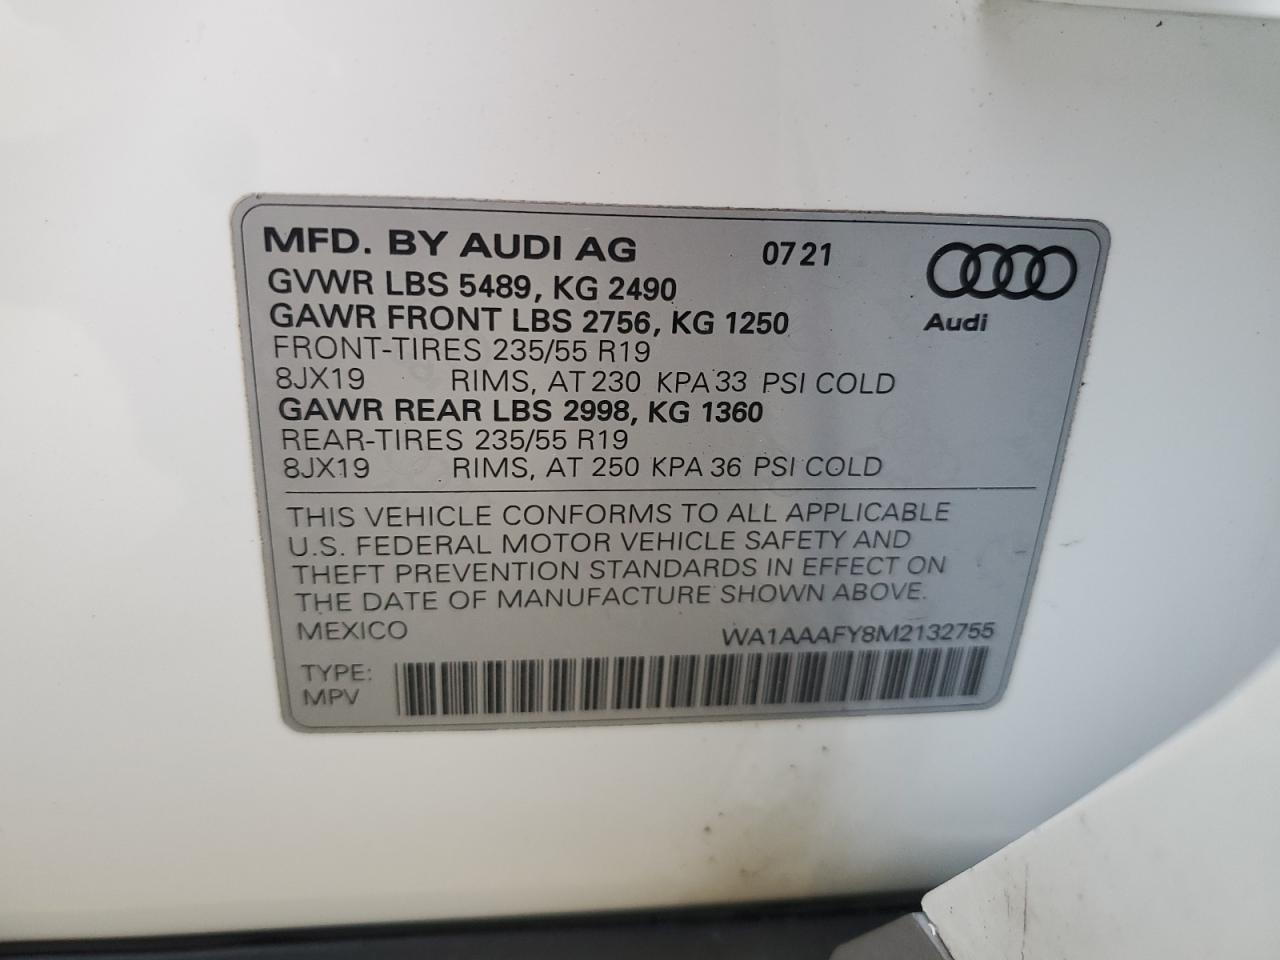 MFD. BY AUDI AG 07 21
GVWR LBS 5489, KG 2490
GAWR FRONT LBS 2756, KG 1250
Audi
FRONT-TIRES 235/55 R19
8JX19 RIMS, AT 230 KPA 33 PSI COLD
GAWR REAR LBS 2998, KG 1360
REAR-TIRES 235/55 R19
8JX19 RIMS, AT 250 KPA 36 PSI COLD
THIS VEHICLE CONFORMS TO ALL APPLICABLE
U.S. FEDERAL MOTOR VEHICLE SAFETY AND
THEFT PREVENTION STANDARDS IN EFFECT ON
THE DATE OF MANUFACTURE SHOWN ABOVE.
MEXICO WA1AAAFY8M2132755
TYPE:
MPV